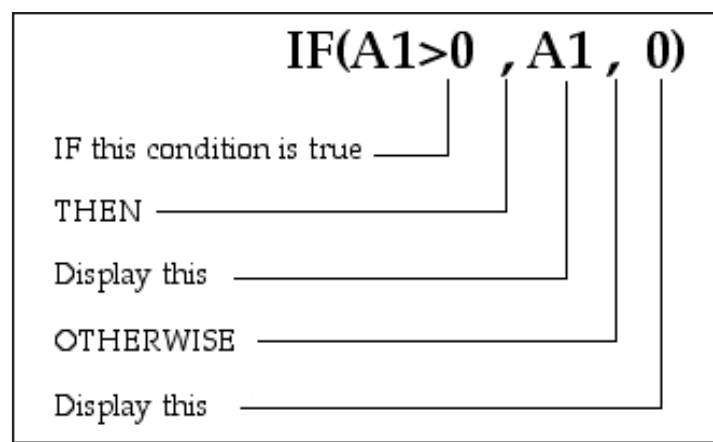 IF(A1>0 , A1 , 0)
IF this condition is true
THEN
Display this
OTHERWISE
Display this